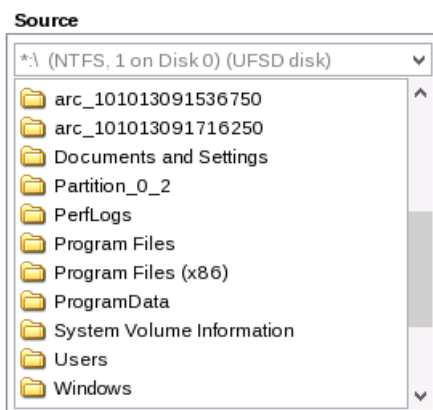 Source
*:\ (NTFS, 1 on Disk 0) (UFSD disk)
arc_101013091536750
arc_101013091716250
Documents and Settings
Partition_0_2
PerfLogs
Program Files
Program Files (x86)
ProgramData
System Volume Information
Users
Windows